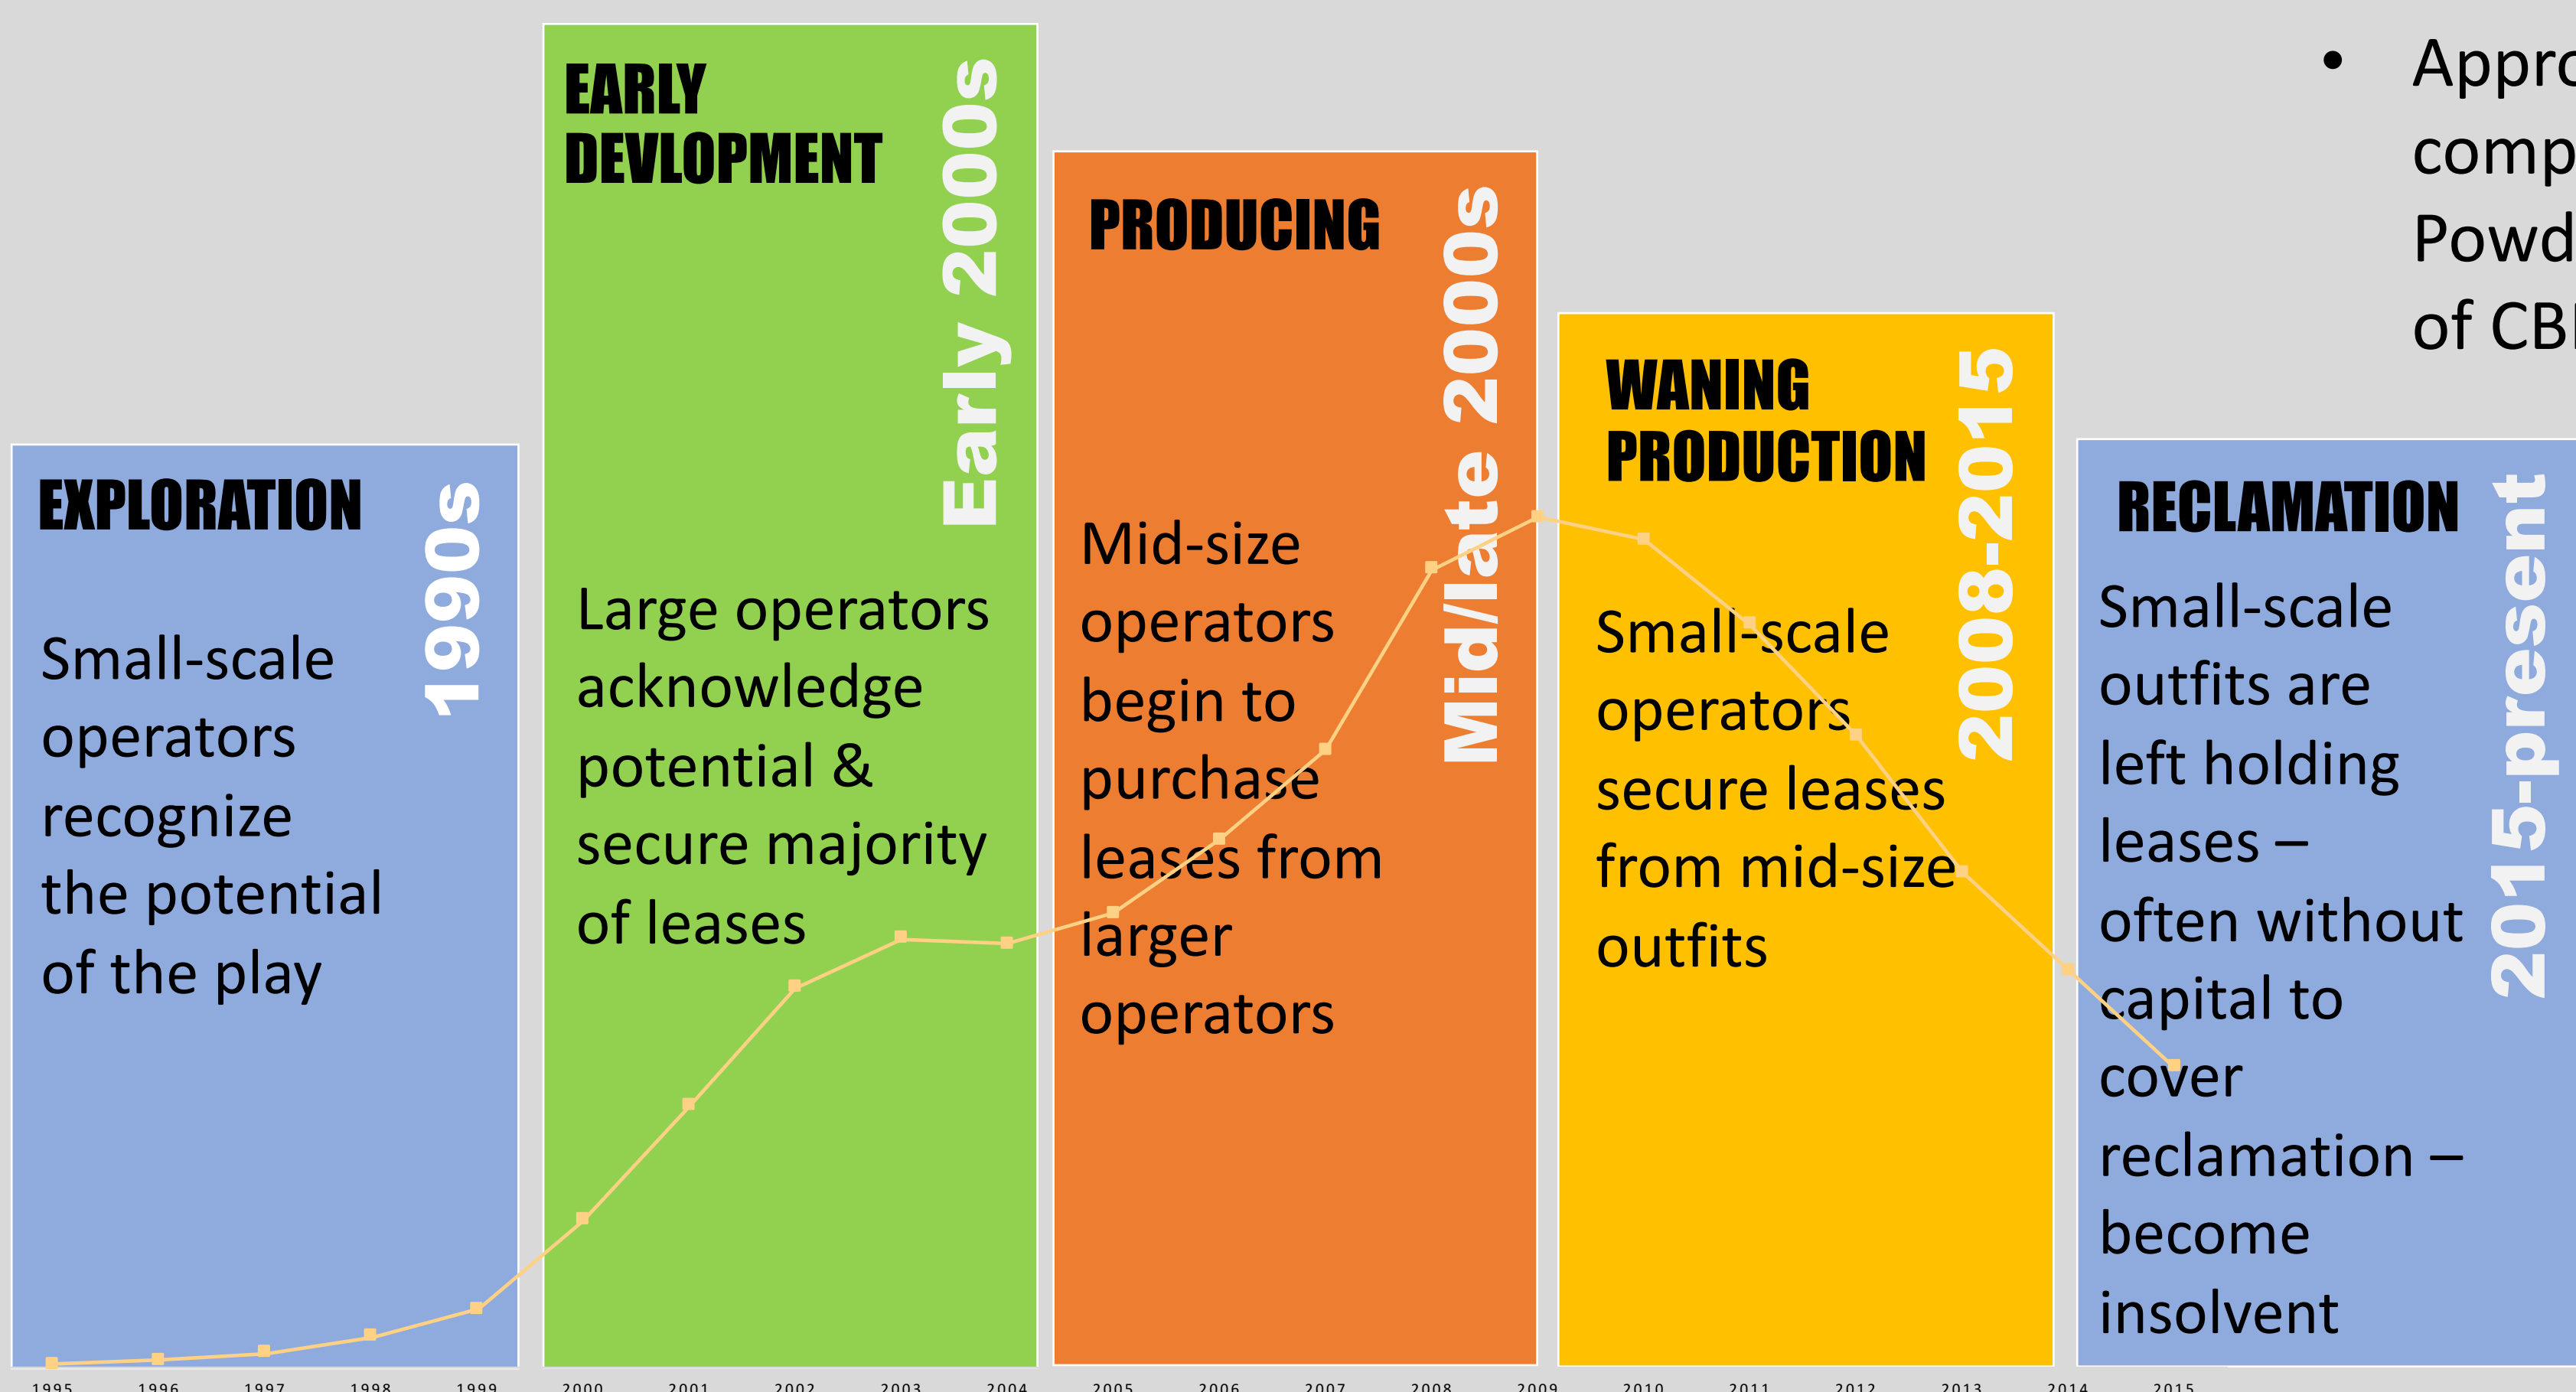 EXPLORATION
1990s
Small-scale
operators
recognize
the potential
of the play
EARLY
DEVLOPMENT
Early 2000s
Large operators
acknowledge
potential &
secure majority
of leases
PRODUCING
Mid/late 2000s
Mid-size
operators
begin to
purchase
leases from
larger
operators
WANING
PRODUCTION
2008-2015
Small-scale
operators
secure leases
from mid-size
outfits
RECLAMATION
2015-present
Small-scale
outfits are
left holding
leases –
often without
capital to
cover
reclamation –
become
insolvent
•
of
1995 1996 1997 1998 1999 2000 2001 2002 2003 2004 2005 2006 2007 2008 2009 2010 2011 2012 2013 2014 2015